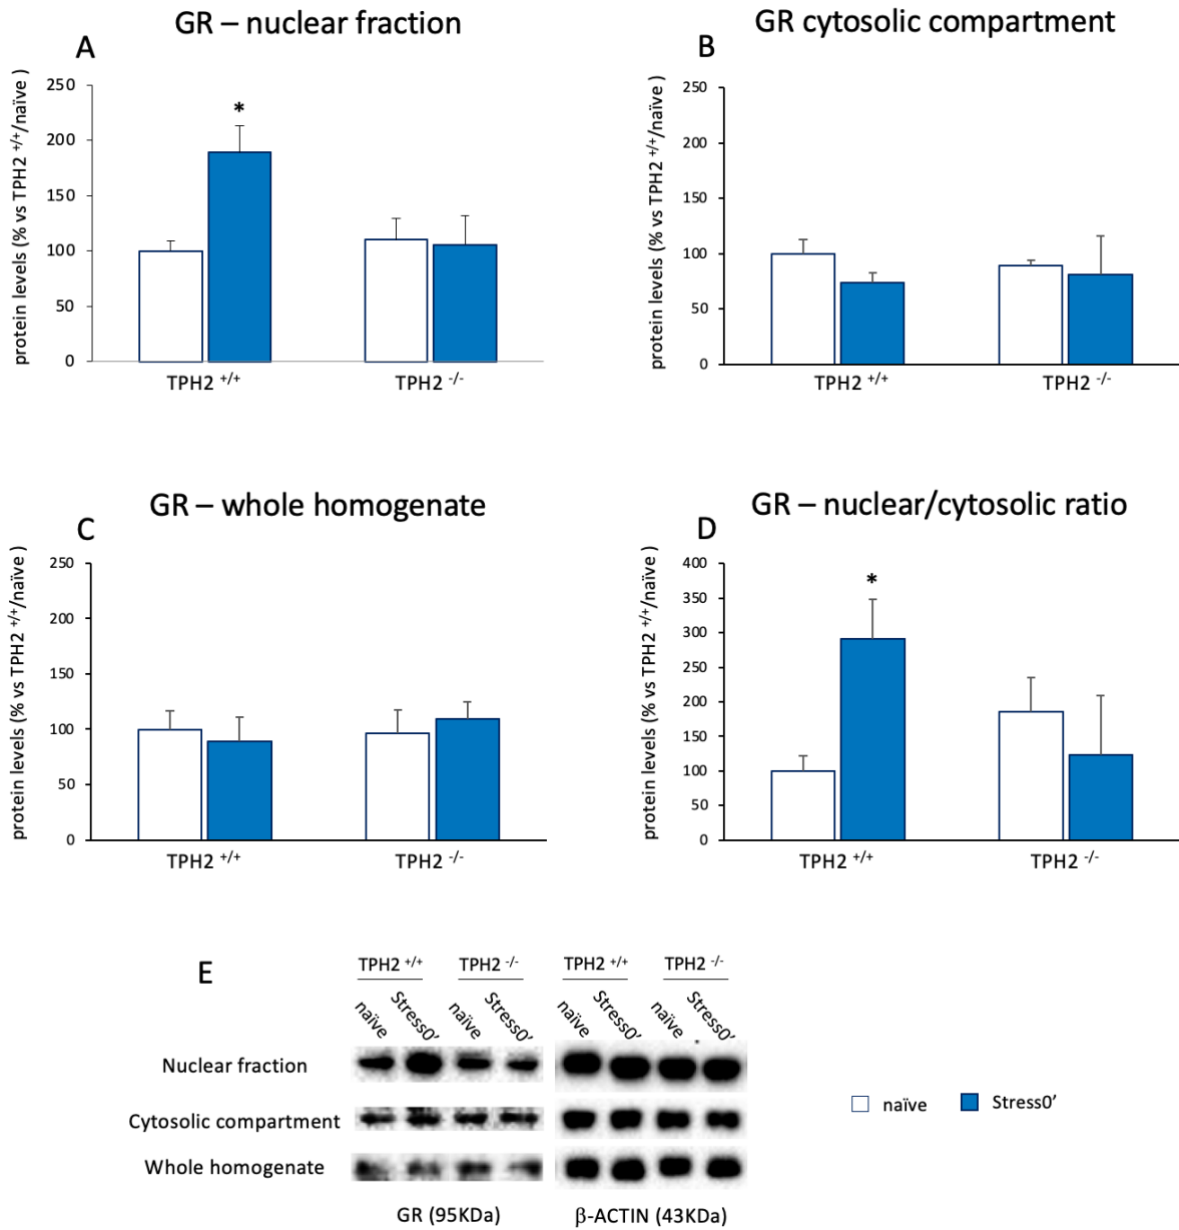 GR – nuclear fraction
A
protein levels (% vs TPH2 +/+/naïve )
250
200
150
100
50
0
*
TPH2 +/+
TPH2 -/-
GR cytosolic compartment
B
protein levels (% vs TPH2 +/+/naïve )
250
200
150
100
50
0
TPH2 +/+
TPH2 -/-
GR – whole homogenate
C
protein levels (% vs TPH2 +/+/naïve )
250
200
150
100
50
0
TPH2 +/+
TPH2 -/-
GR – nuclear/cytosolic ratio
D
protein levels (% vs TPH2 +/+/naïve )
400
350
300
250
200
150
100
50
0
*
TPH2 +/+
TPH2 -/-
E
TPH2 +/+ TPH2 -/- TPH2 +/+ TPH2 -/-
naïve Stress0' naïve Stress0' naïve Stress0' naïve Stress0'
Nuclear fraction
Cytosolic compartment
Whole homogenate
GR (95KDa) β-ACTIN (43KDa)
naïve Stress0'